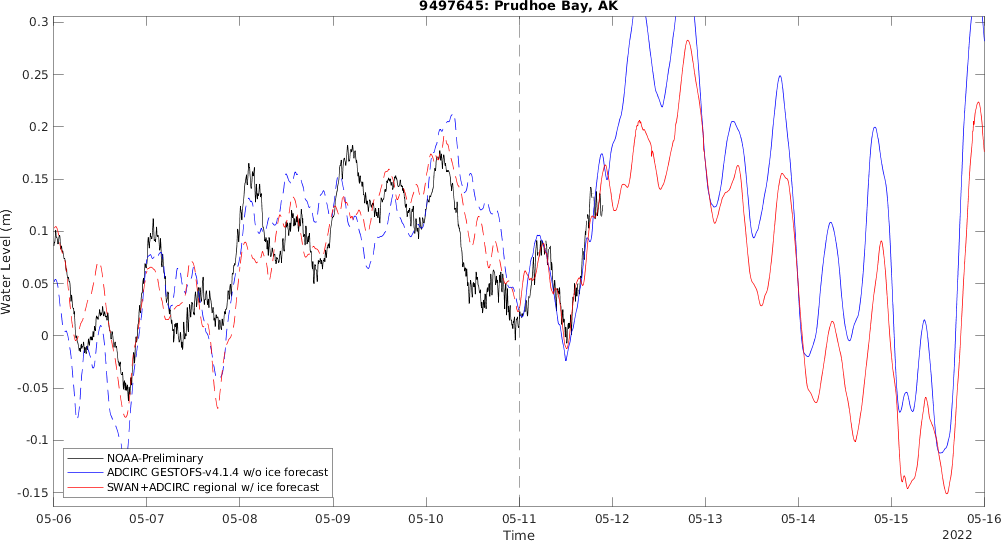 9497645: Prudhoe Bay, AK
Water Level (m)
0.3
0.25
0.2
0.15
0.1
0.05
0
-0.05
-0.1
-0.15
NOAA-Preliminary
ADCIRC GESTOFS-v4.1.4 w/o ice forecast
SWAN+ADCIRC regional w/ ice forecast
05-06 05-07 05-08 05-09 05-10 05-11 05-12 05-13 05-14 05-15 05-16
Time
2022